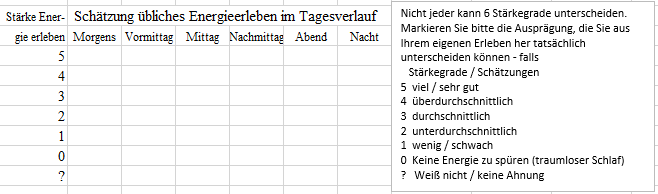 Stärke Ener-
gie erleben
Schätzung übliches Energieerleben im Tagesverlauf
Morgens Vormittag Mittag Nachmittag Abend Nacht
5
4
3
2
1
0
?
Nicht jeder kann 6 Stärkegrade unterscheiden.
Markieren Sie bitte die Ausprägung, die Sie aus
Ihrem eigenen Erleben her tatsächlich
unterscheiden können - falls
Stärkegrade / Schätzungen
5 viel / sehr gut
4 überdurchschnittlich
3 durchschnittlich
2 unterdurchschnittlich
1 wenig / schwach
0 Keine Energie zu spüren (traumloser Schlaf)
? Weiß nicht / keine Ahnung